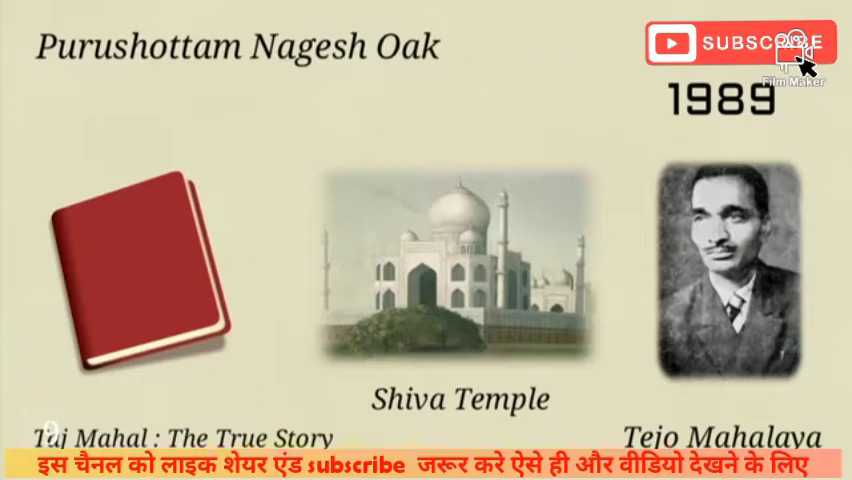 Purushottam Nagesh Oak
SUBSCRIBE
Film Maker
1989
Shiva Temple
Taj Mahal : The True Story
Tejo Mahalaya
इस चैनल को लाइक शेयर एंड subscribe जरूर करे ऐसे ही और वीडियो देखने के लिए